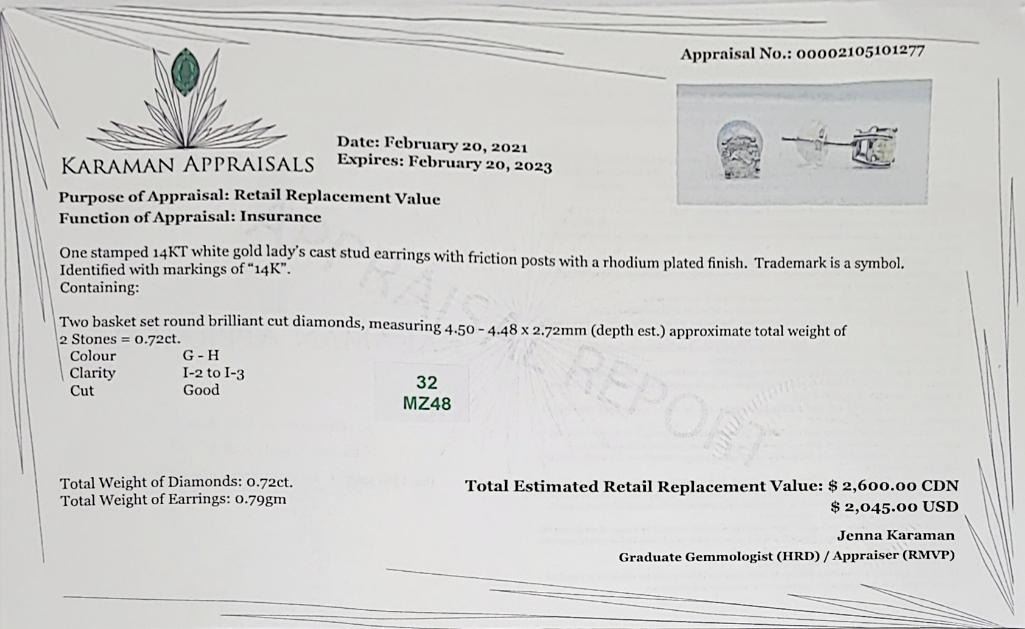 Appraisal No.: 00002105101277
KARAMAN APPRAISALS
Date: February 20, 2021
Expires: February 20, 2023
Purpose of Appraisal: Retail Replacement Value
Function of Appraisal: Insurance
One stamped 14KT white gold lady's cast stud earrings with friction posts with a rhodium plated finish. Trademark is a symbol.
Identified with markings of "14K".
Containing:
Two basket set round brilliant cut diamonds, measuring 4.50 - 4.48 x 2.72mm (depth est.) approximate total weight of
2 Stones = 0.72ct.
Colour G - H
Clarity I-2 to I-3
Cut Good
32
MZ48
APPRAISAL REPORT
Total Weight of Diamonds: 0.72ct.
Total Weight of Earrings: 0.79gm
Total Estimated Retail Replacement Value: $ 2,600.00 CDN
$ 2,045.00 USD
Jenna Karaman
Graduate Gemmologist (HRD) / Appraiser (RMVP)